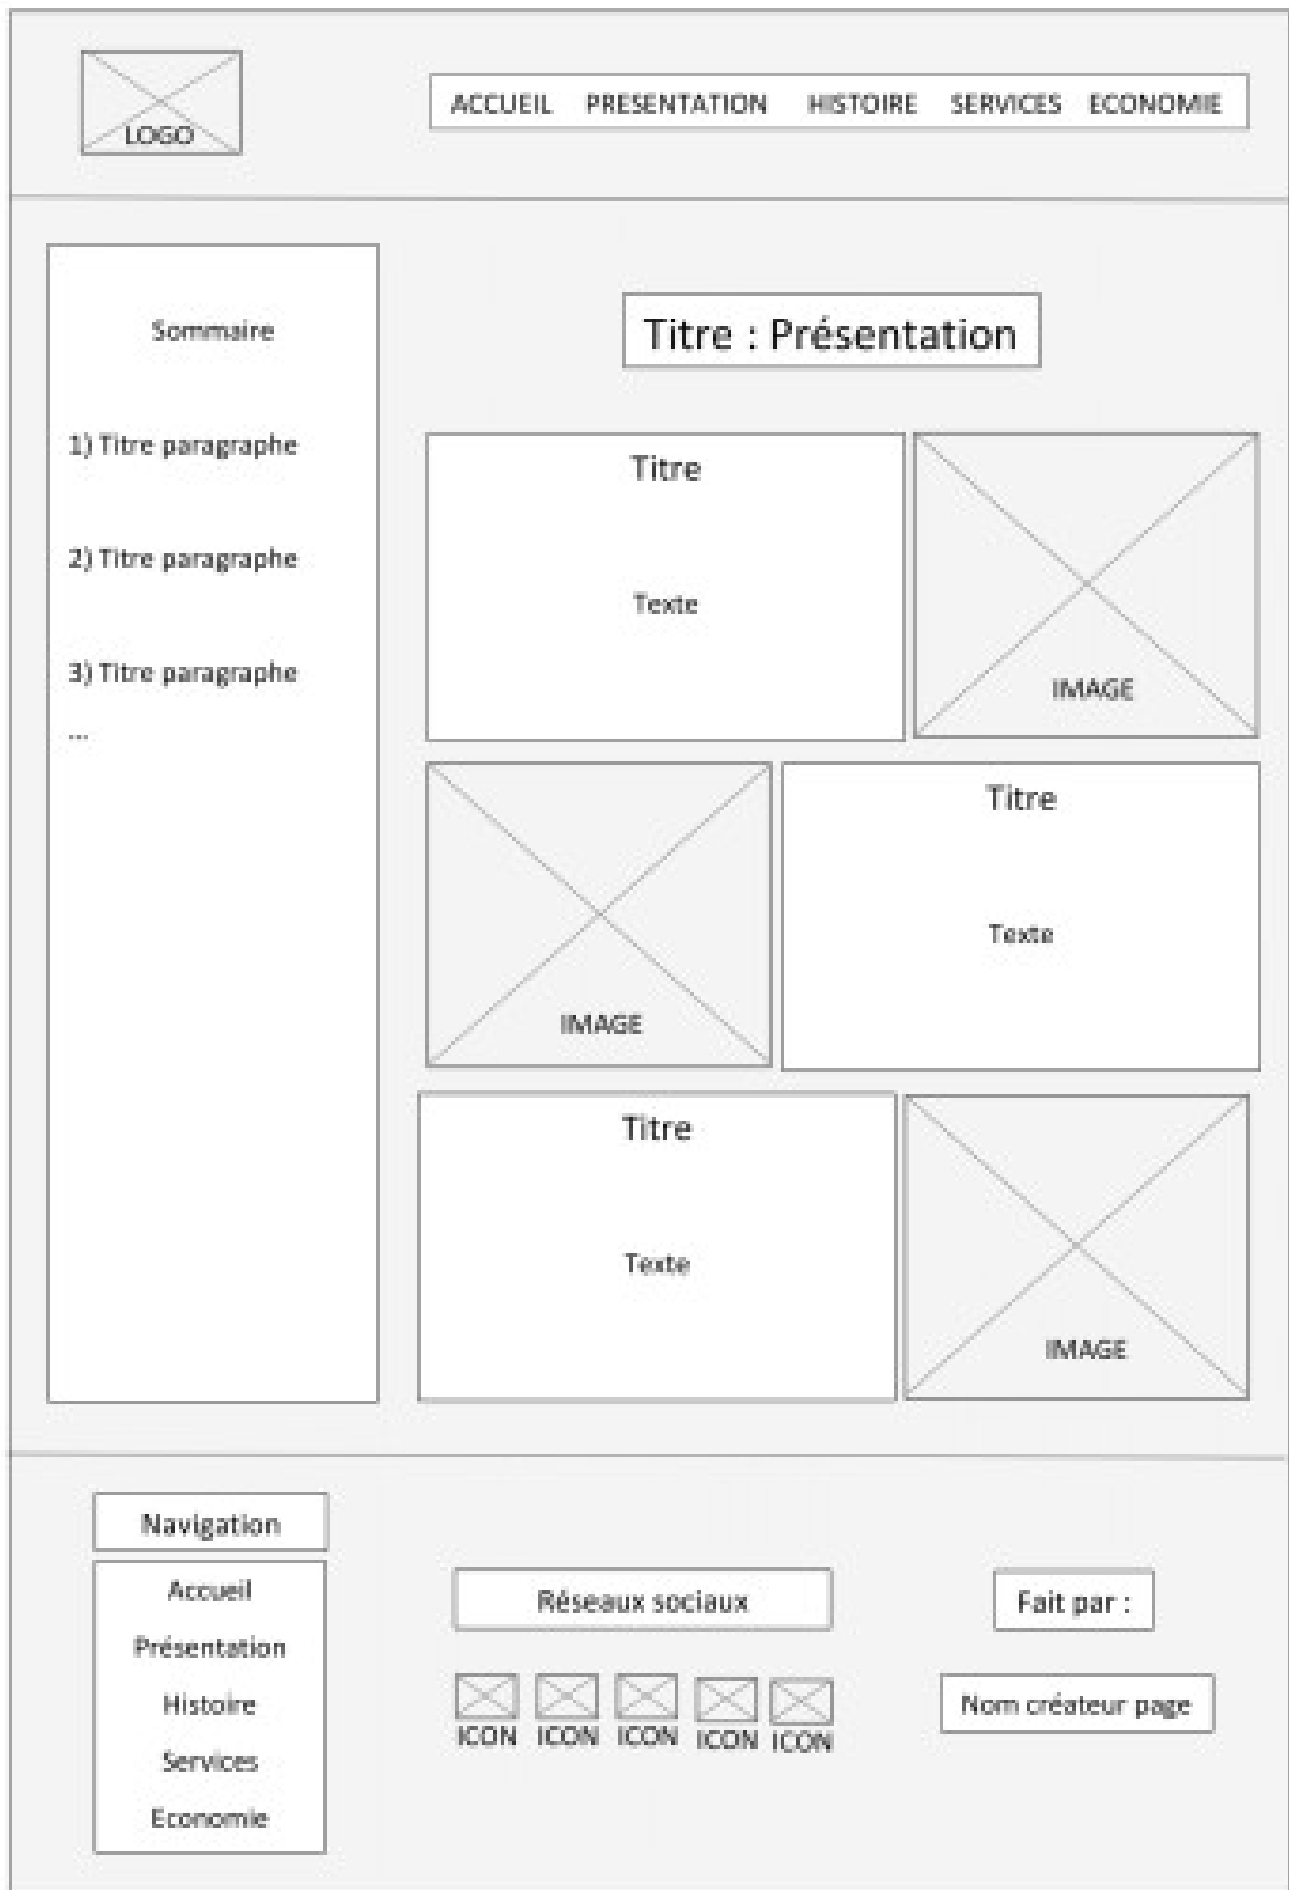 LOGO
ACCUEIL PRESENTATION HISTOIRE SERVICES ECONOMIE
Sommaire
1) Titre paragraphe
2) Titre paragraphe
3) Titre paragraphe
...
Titre : Présentation
Titre
Texte
IMAGE
IMAGE
Titre
Texte
Titre
Texte
IMAGE
Navigation
Accueil
Présentation
Histoire
Services
Economie
Réseaux sociaux
ICON ICON ICON ICON ICON
Fait par :
Nom créateur page